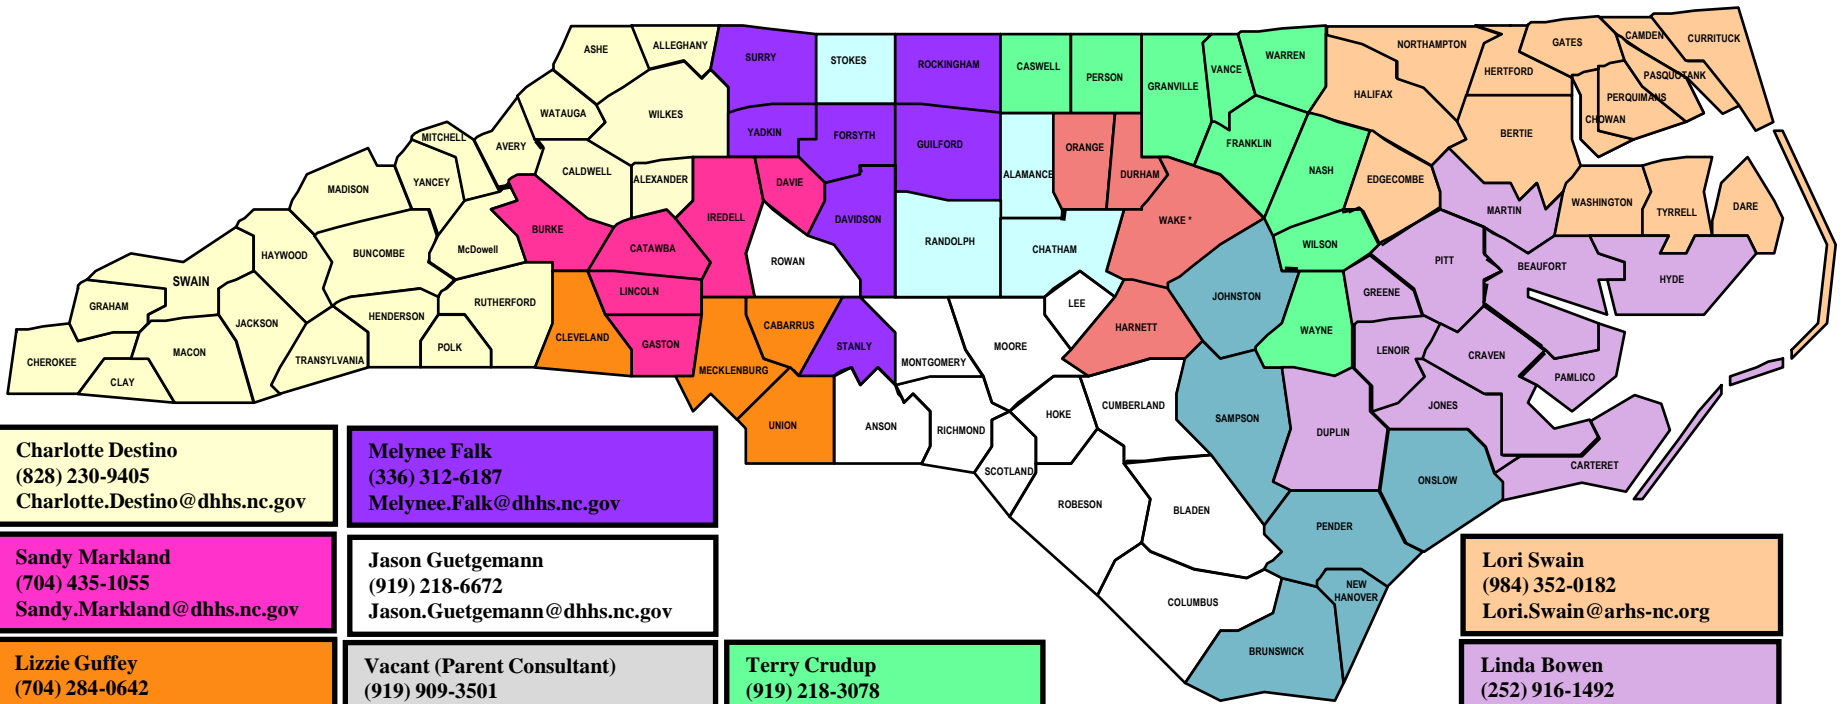 ASHE
ALLEGHANY
SURRY
STOKES
ROCKINGHAM
CASWELL
PERSON
GRANVILLE
VANCE
WARREN
NORTHAMPTON
HERTFORD
GATES
CAMDEN
CURRITUCK
PASQUOTANK
PERQUIMANS
CHOWAN
HALIFAX
BERTIE
WATAUGA
WILKES
YADKIN
FORSYTH
GUILFORD
ALAMANCE
ORANGE
DURHAM
FRANKLIN
NASH
EDGECOMBE
MITCHELL
AVERY
CALDWELL
ALEXANDER
MADISON
YANCEY
IREDELL
DAVIE
DAVIDSON
RANDOLPH
CHATHAM
WAKE *
WILSON
MARTIN
WASHINGTON
TYRRELL
DARE
BURKE
CATAWBA
ROWAN
HAYWOOD
BUNCOMBE
McDowell
SWAIN
GRAHAM
JACKSON
HENDERSON
RUTHERFORD
LINCOLN
CLEVELAND
GASTON
CABARRUS
STANLY
MECKLENBURG
MONTGOMERY
MOORE
LEE
HARNETT
JOHNSTON
WAYNE
GREENE
PITT
BEAUFORT
HYDE
LENOIR
CRAVEN
PAMLICO
CHEROKEE
CLAY
MACON
TRANSYLVANIA
POLK
UNION
ANSON
RICHMOND
HOKE
CUMBERLAND
SAMPSON
DUPLIN
JONES
CARTERET
ONSLOW
SCOTLAND
ROBESON
BLADEN
PENDER
COLUMBUS
NEW
HANOVER
BRUNSWICK
Charlotte Destino
(828) 230-9405
Charlotte.Destino@dhhs.nc.gov
Melynee Falk
(336) 312-6187
Melynee.Falk@dhhs.nc.gov
Sandy Markland
(704) 435-1055
Sandy.Markland@dhhs.nc.gov
Jason Guetgemann
(919) 218-6672
Jason.Guetgemann@dhhs.nc.gov
Lori Swain
(984) 352-0182
Lori.Swain@arhs-nc.org
Lizzie Guffey
(704) 284-0642
Vacant (Parent Consultant)
(919) 909-3501
Terry Crudup
(919) 218-3078
Linda Bowen
(252) 916-1492